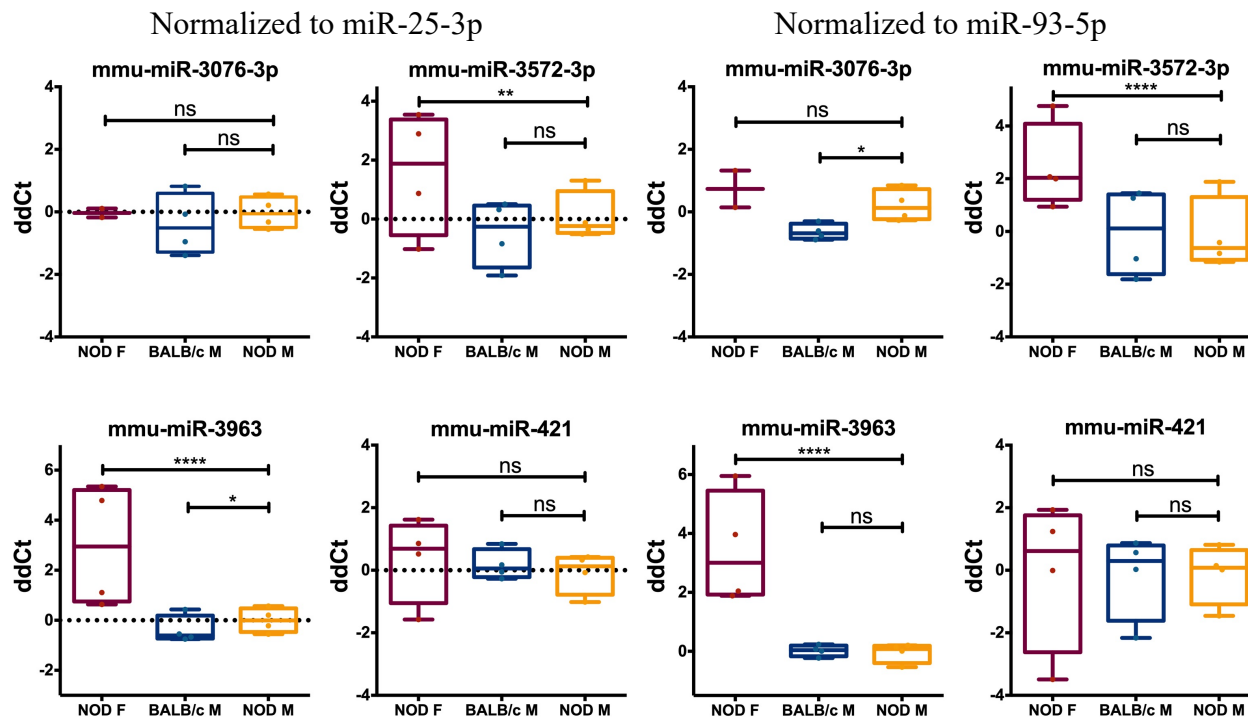 Normalized to miR-25-3p
Normalized to miR-93-5p
mmu-miR-3076-3p
ddCt
4
2
0
-2
-4
ns
ns
NOD F
BALB/c M
NOD M
mmu-miR-3572-3p
ddCt
4
2
0
-2
-4
**
ns
NOD F
BALB/c M
NOD M
mmu-miR-3076-3p
ddCt
4
2
0
-2
-4
ns
*
NOD F
BALB/c M
NOD M
mmu-miR-3572-3p
ddCt
4
2
0
-2
-4
****
ns
NOD F
BALB/c M
NOD M
mmu-miR-3963
ddCt
6
4
2
0
-2
****
*
NOD F
BALB/c M
NOD M
mmu-miR-421
ddCt
4
2
0
-2
-4
ns
ns
NOD F
BALB/c M
NOD M
mmu-miR-3963
ddCt
6
4
2
0
****
ns
NOD F
BALB/c M
NOD M
mmu-miR-421
ddCt
4
2
0
-2
-4
ns
ns
NOD F
BALB/c M
NOD M